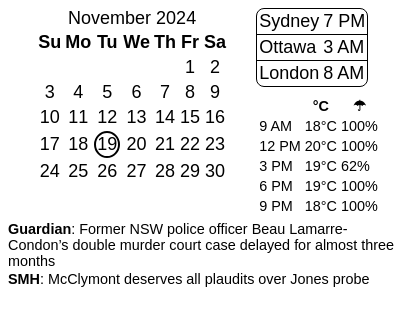 November 2024
Su Mo Tu We Th Fr Sa
1 2
3 4 5 6 7 8 9
10 11 12 13 14 15 16
17 18 19 20 21 22 23
24 25 26 27 28 29 30
Sydney 7 PM
Ottawa 3 AM
London 8 AM
°C ☂
9 AM 18°C 100%
12 PM 20°C 100%
3 PM 19°C 62%
6 PM 19°C 100%
9 PM 18°C 100%
Guardian: Former NSW police officer Beau Lamarre-
Condon’s double murder court case delayed for almost three
months
SMH: McClymont deserves all plaudits over Jones probe